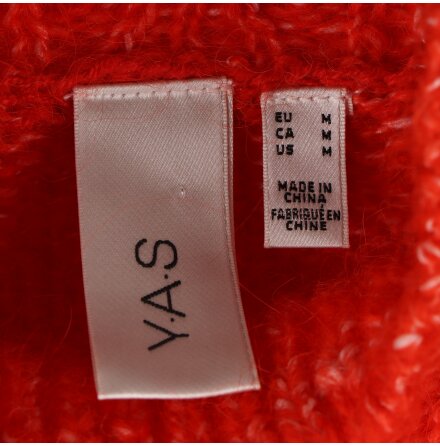 Y.A.S
EU M
CA M
US M
MADE IN
CHINA
FABRIQUÉ EN
CHINE